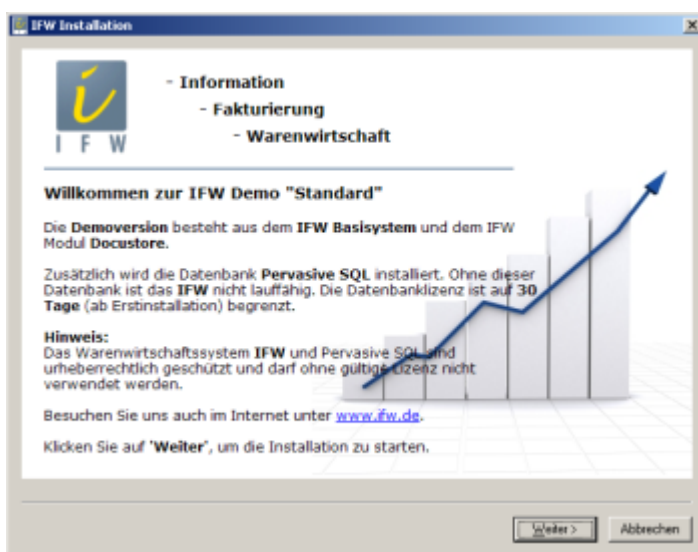 IFW Installation
- Information
- Fakturierung
- Warenwirtschaft
I F W
Willkommen zur IFW Demo "Standard"
Die Demoversion besteht aus dem IFW Basisystem und dem IFW
Modul Docustore.
Zusätzlich wird die Datenbank Pervasive SQL installiert. Ohne dieser
Datenbank ist das IFW nicht lauffähig. Die Datenbanklizenz ist auf 30
Tage (ab Erstinstallation) begrenzt.
Hinweis:
Das Warenwirtschaftssystem IFW und Pervasive SQL sind
urheberrechtlich geschützt und darf ohne gültige Lizenz nicht
verwendet werden.
Besuchen Sie uns auch im Internet unter www.ifw.de.
Klicken Sie auf 'Weiter', um die Installation zu starten.
Weiter >
Abbrechen